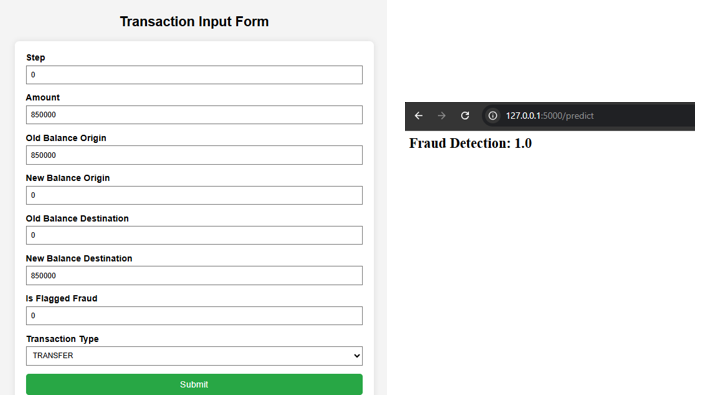 Transaction Input Form
Step
0
Amount
850000
Old Balance Origin
850000
New Balance Origin
0
Old Balance Destination
0
New Balance Destination
850000
Is Flagged Fraud
0
Transaction Type
TRANSFER
Submit
127.0.0.1:5000/predict
Fraud Detection: 1.0